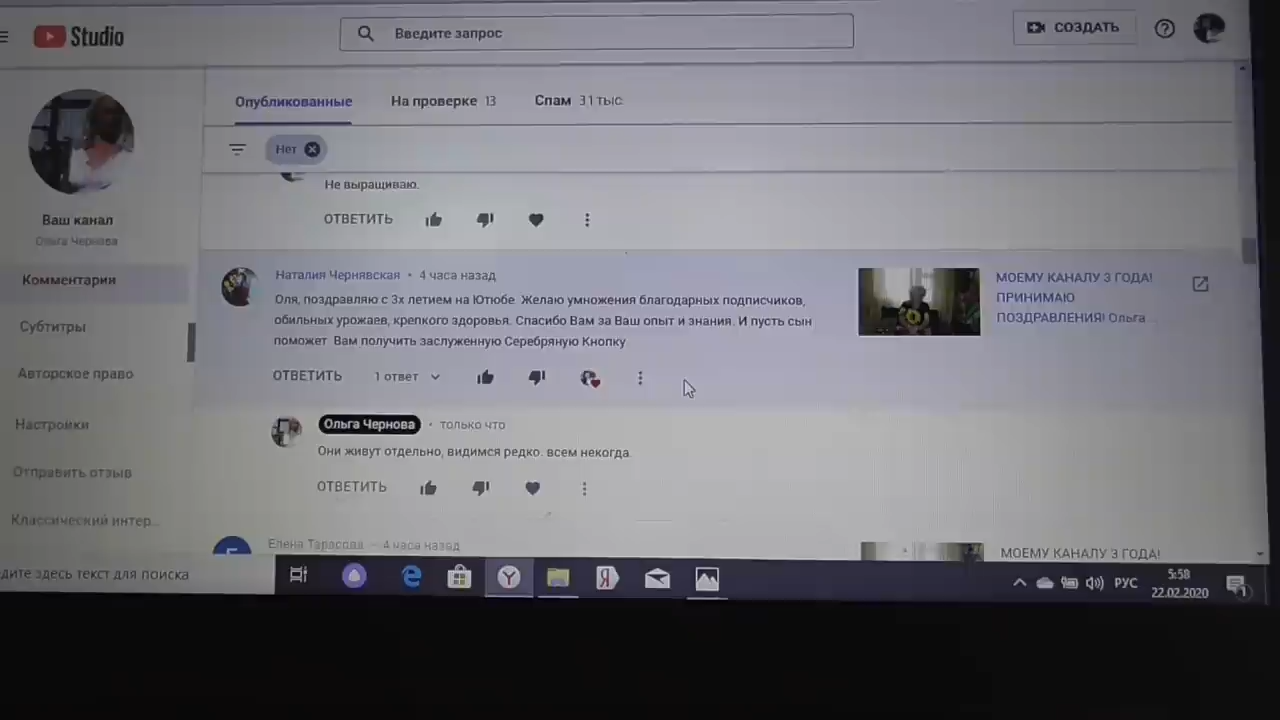 Studio
Введите запрос
СОЗДАТЬ
Опубликованные
На проверке 13
Спам 31 тыс.
Нет
Ваш канал
Ольга Чернова
Комментарии
Субтитры
Авторское право
Настройки
Отправить отзыв
Классический интер...
Не выращиваю.
ОТВЕТИТЬ
Наталия Чернявская • 4 часа назад
Оля, поздравляю с 3х летием на Ютюбе. Желаю умножения благодарных подписчиков,
обильных урожаев, крепкого здоровья. Спасибо Вам за Ваш опыт и знания. И пусть сын
поможет Вам получить заслуженную Серебряную Кнопку
ОТВЕТИТЬ 1 ответ
МОЕМУ КАНАЛУ 3 ГОДА!
ПРИНИМАЮ
ПОЗДРАВЛЕНИЯ! Ольга ...
Ольга Чернова • только что
Они живут отдельно, видимся редко. всем некогда.
ОТВЕТИТЬ
Елена Тарасова • 4 часа назад
МОЕМУ КАНАЛУ 3 ГОДА!
дите здесь текст для поиска
РУС
5:58
22.02.2020
1